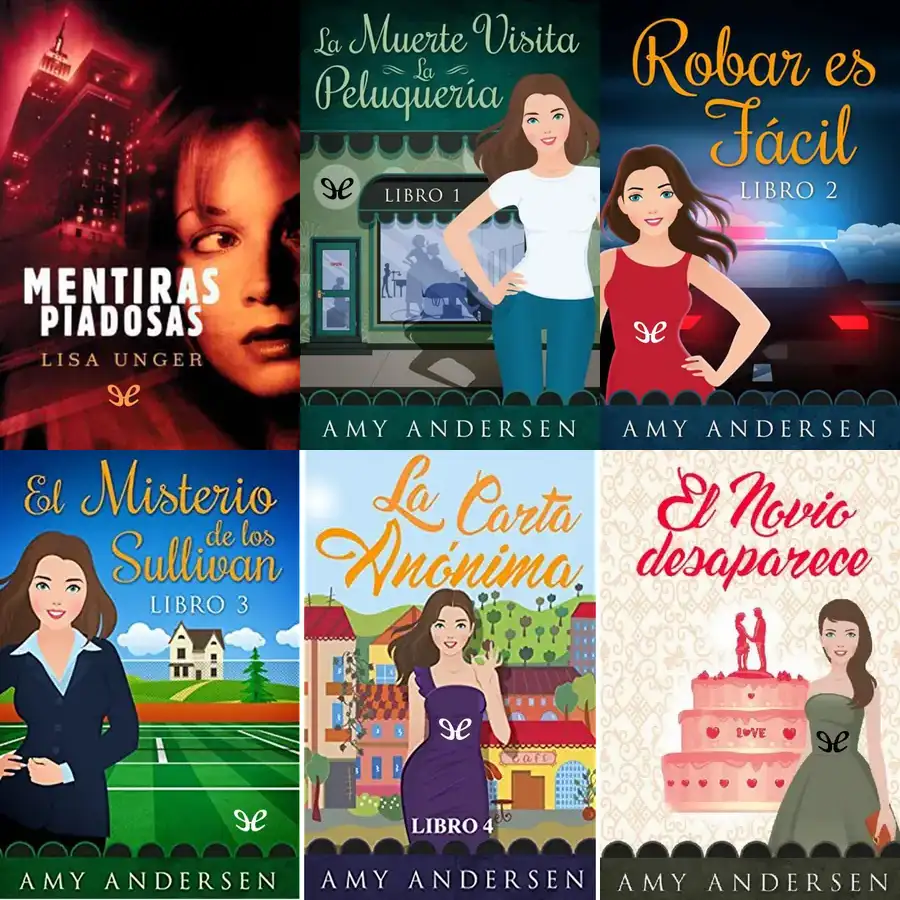 MENTIRAS
PIADOSAS
LISA UNGER
La Muerte Visita
La
Peluquería
LIBRO 1
AMY ANDERSEN
Robar es
Fácil
LIBRO 2
AMY ANDERSEN
El Misterio
de los
Sullivan
LIBRO 3
AMY ANDERSEN
La Carta
Anónima
CAFE
LIBRO 4
AMY ANDERSEN
El Novio
desaparece
LOVE
AMY ANDERSEN